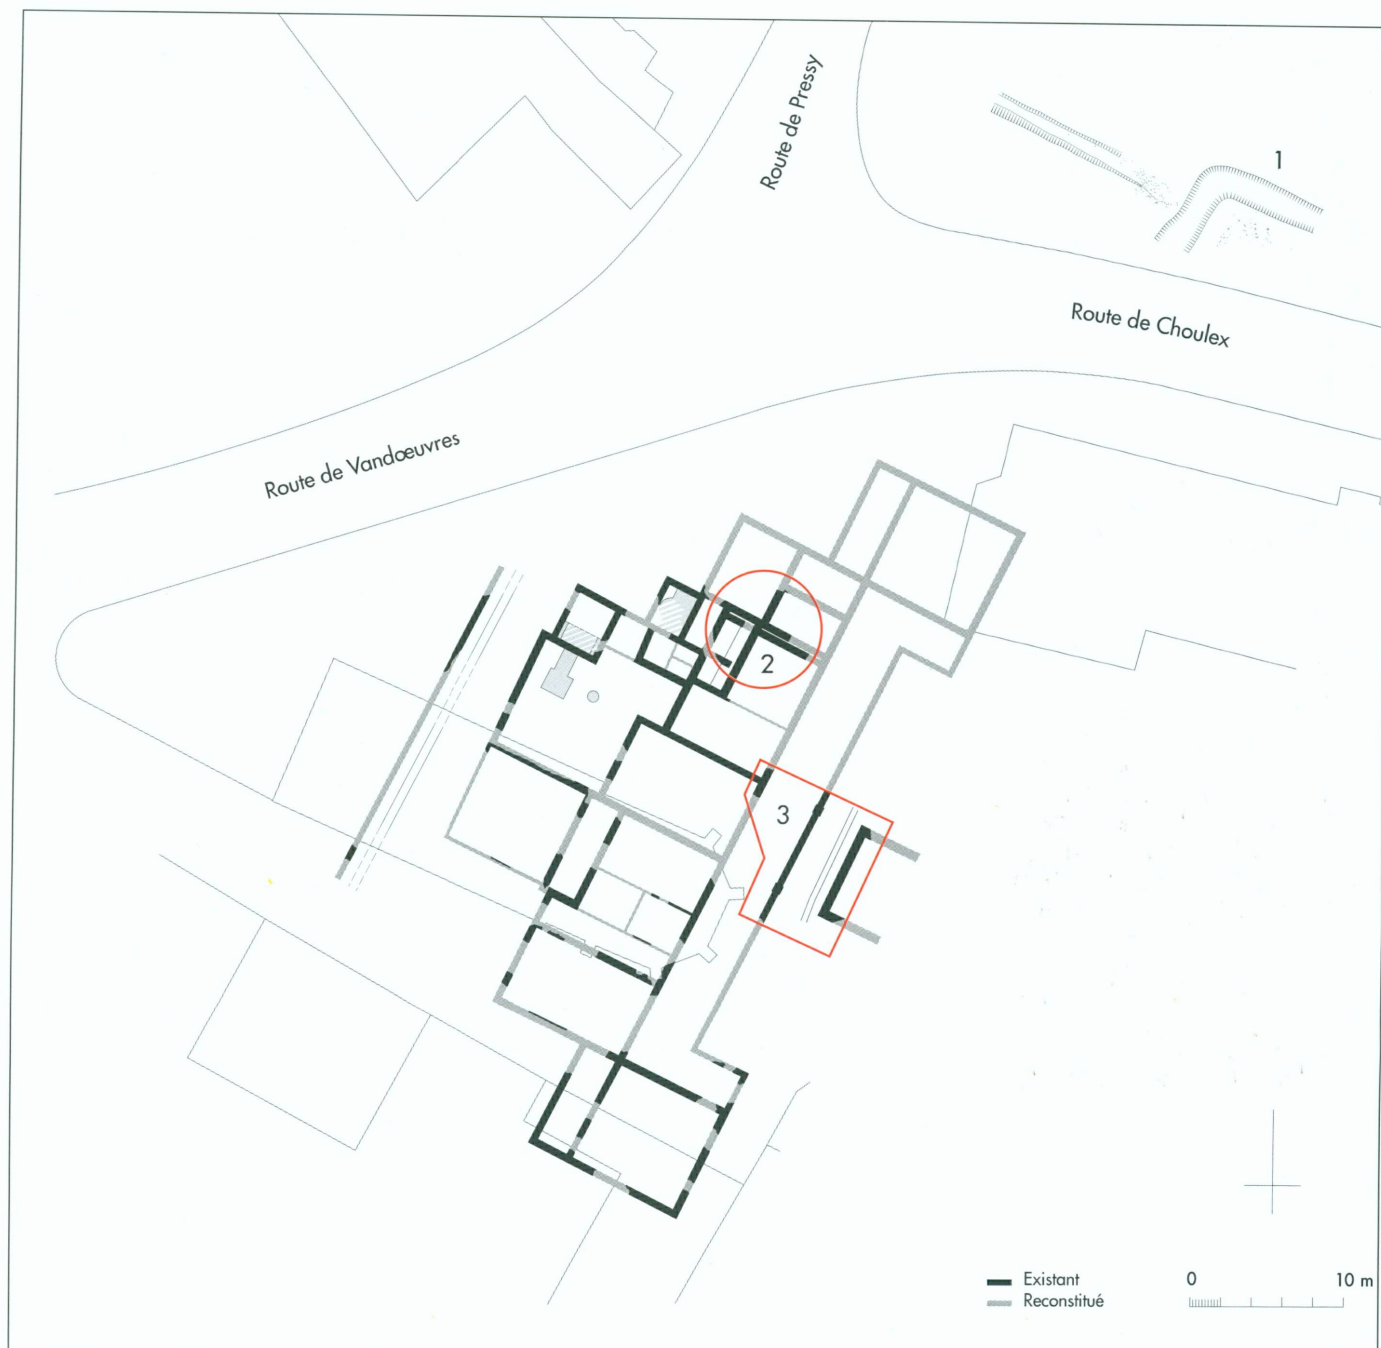 Route de Pressy
1
Route de Choulex
Route de Vandœuvres
2
3
Existant
Reconstitué
0 10 m